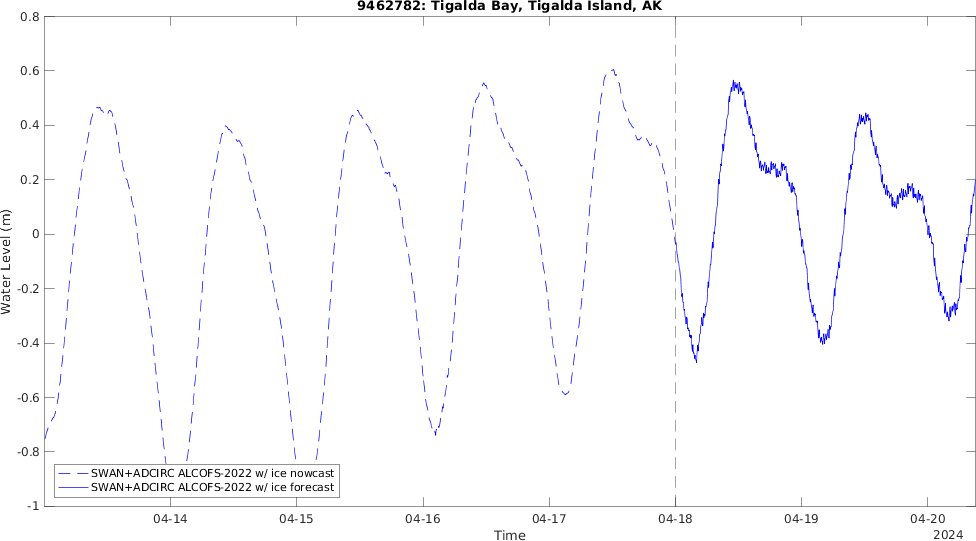 9462782: Tigalda Bay, Tigalda Island, AK
0.8
0.6
0.4
0.2
0
-0.2
-0.4
-0.6
-0.8
-1
Water Level (m)
SWAN+ADCIRC ALCOFS-2022 w/ ice nowcast
SWAN+ADCIRC ALCOFS-2022 w/ ice forecast
04-14 04-15 04-16 04-17 04-18 04-19 04-20
Time
2024